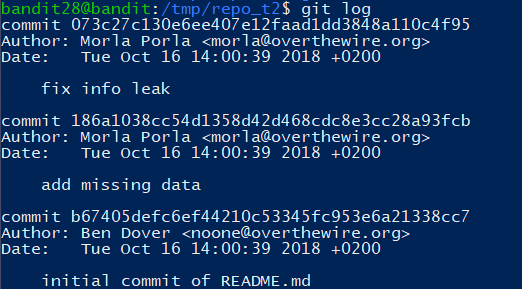 bandit28@bandit:/tmp/repo_t2$ git log
commit 073c27c130e6ee407e12faad1dd3848a110c4f95
Author: Morla Porla <morla@overthewire.org>
Date:   Tue Oct 16 14:00:39 2018 +0200
fix info leak
commit 186a1038cc54d1358d42d468cdc8e3cc28a93fcb
Author: Morla Porla <morla@overthewire.org>
Date:   Tue Oct 16 14:00:39 2018 +0200
add missing data
commit b67405defc6ef44210c53345fc953e6a21338cc7
Author: Ben Dover <noone@overthewire.org>
Date:   Tue Oct 16 14:00:39 2018 +0200
initial commit of README.md